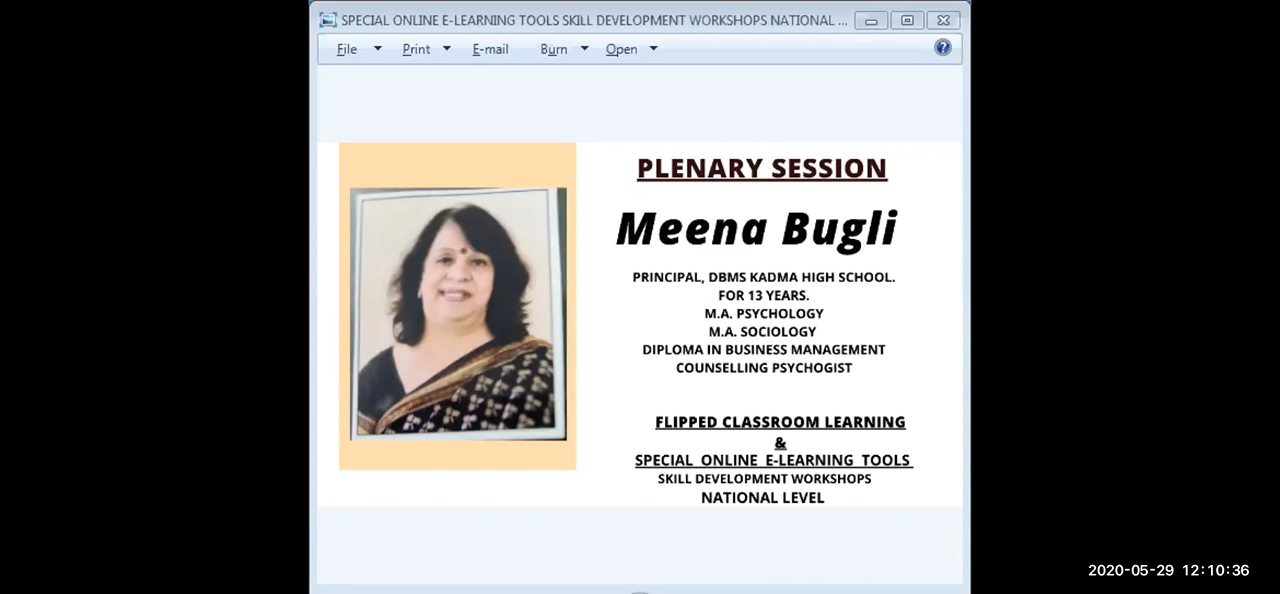 SPECIAL ONLINE E-LEARNING TOOLS SKILL DEVELOPMENT WORKSHOPS NATIONAL ...
File Print E-mail Burn Open
PLENARY SESSION
Meena Bugli
PRINCIPAL, DBMS KADMA HIGH SCHOOL.
FOR 13 YEARS.
M.A. PSYCHOLOGY
M.A. SOCIOLOGY
DIPLOMA IN BUSINESS MANAGEMENT
COUNSELLING PSYCHOGIST
FLIPPED CLASSROOM LEARNING
&
SPECIAL ONLINE E-LEARNING TOOLS
SKILL DEVELOPMENT WORKSHOPS
NATIONAL LEVEL
2020-05-29 12:10:36